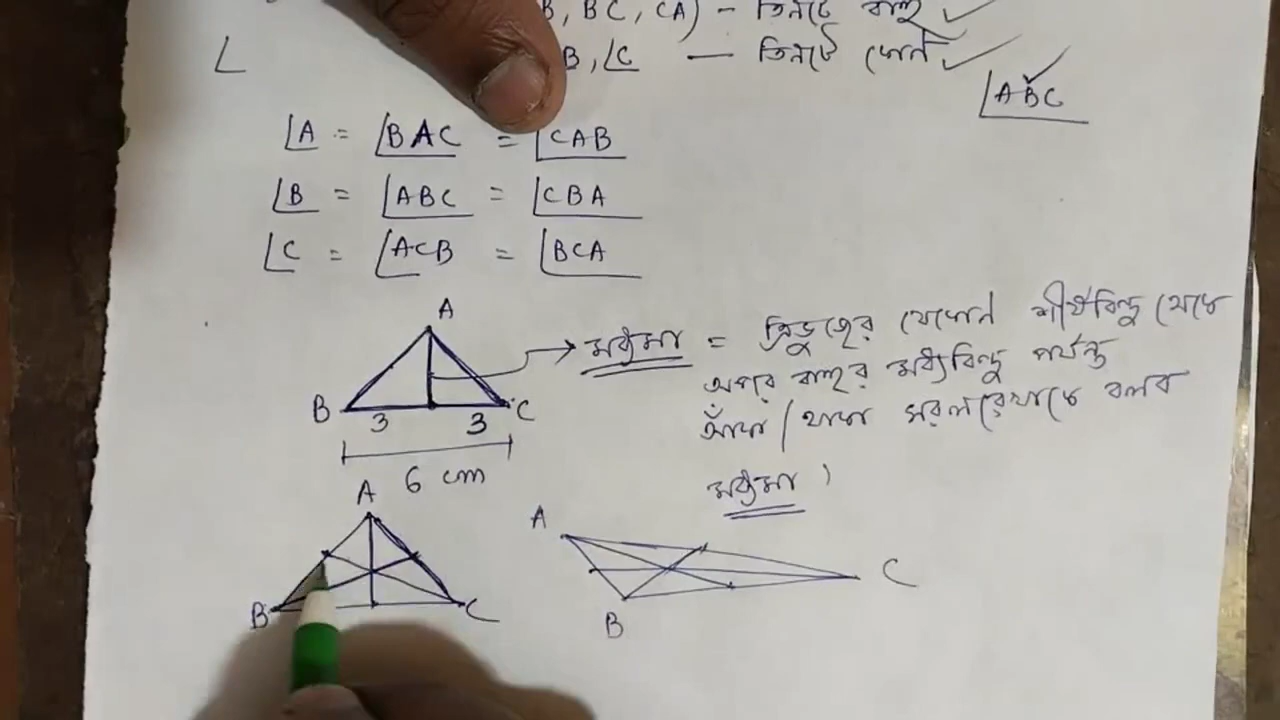 B, BC, CA) - তিনটে বাহু
∠ B, ∠C — তিনটে কোন
∠ABC
∠A = ∠BAC = ∠CAB
∠B = ∠ABC = ∠CBA
∠C = ∠ACB = ∠BCA
A
মধ্যমা = ত্রিভুজের যেকোন শীর্ষবিন্দু থেকে
অপর বাহুর মধ্যবিন্দু পর্যন্ত
আঁকা / থাকা সরলরেখাকে বলব
মধ্যমা
B 3 3 C
6 cm
A
B C
A
B C